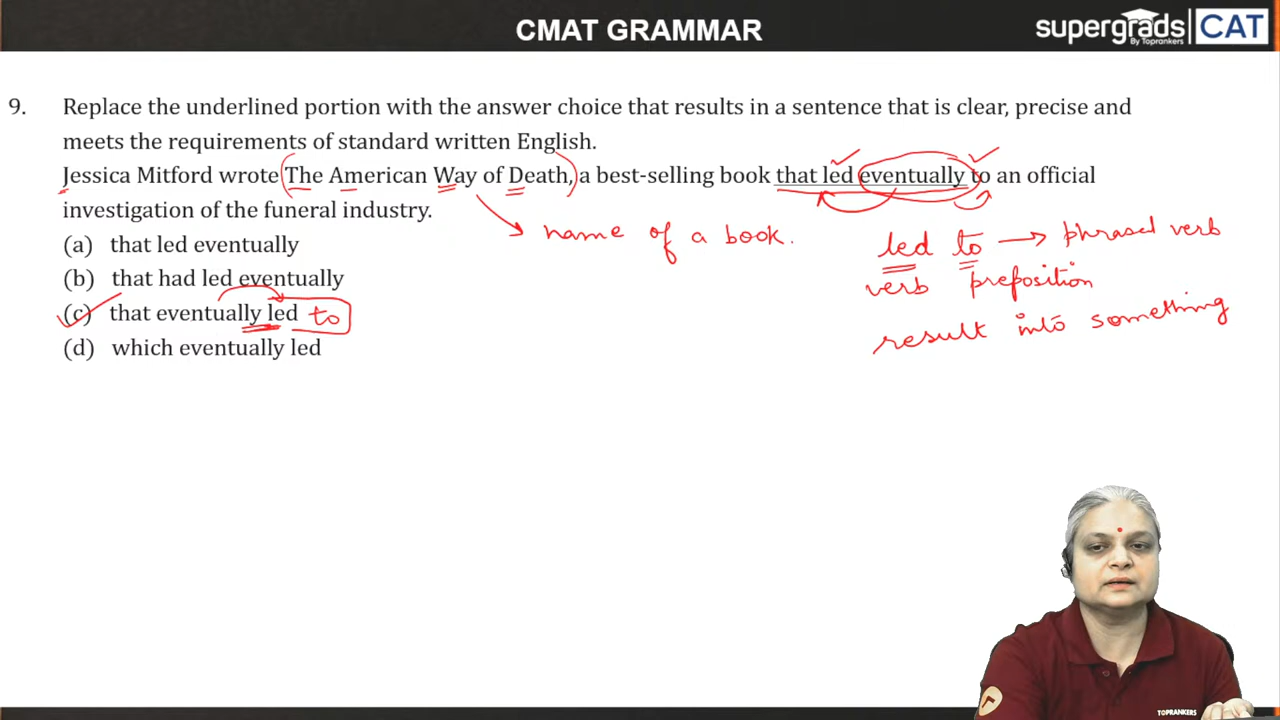 CMAT GRAMMAR
supergrads CAT
By Toprankers
9. Replace the underlined portion with the answer choice that results in a sentence that is clear, precise and
meets the requirements of standard written English.
Jessica Mitford wrote The American Way of Death, a best-selling book that led eventually to an official
investigation of the funeral industry.
name of a book.
led to → phrasal verb
verb preposition
result into something
(a) that led eventually
(b) that had led eventually
(c) that eventually led to
(d) which eventually led
TOPRANKERS